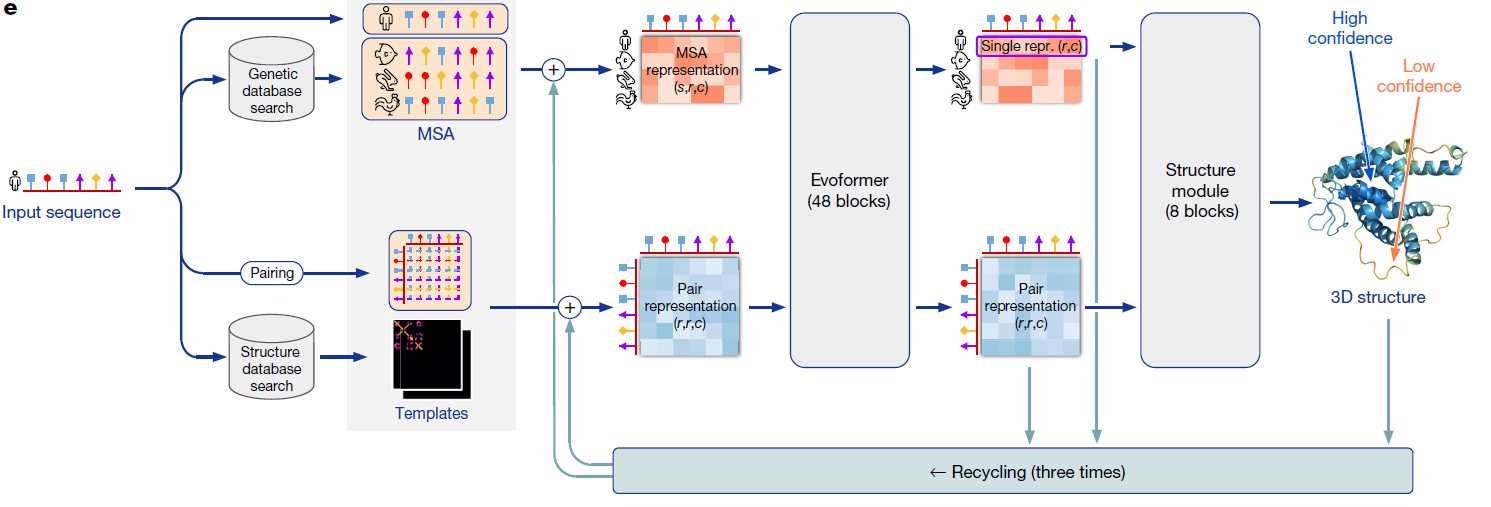 e
Input sequence
Genetic
database
search
Pairing
Structure
database
search
MSA
Templates
+
+
MSA
representation
(s,r,c)
Pair
representation
(r,r,c)
Evoformer
(48 blocks)
Single repr. (r,c)
Pair
representation
(r,r,c)
Structure
module
(8 blocks)
High
confidence
Low
confidence
3D structure
← Recycling (three times)